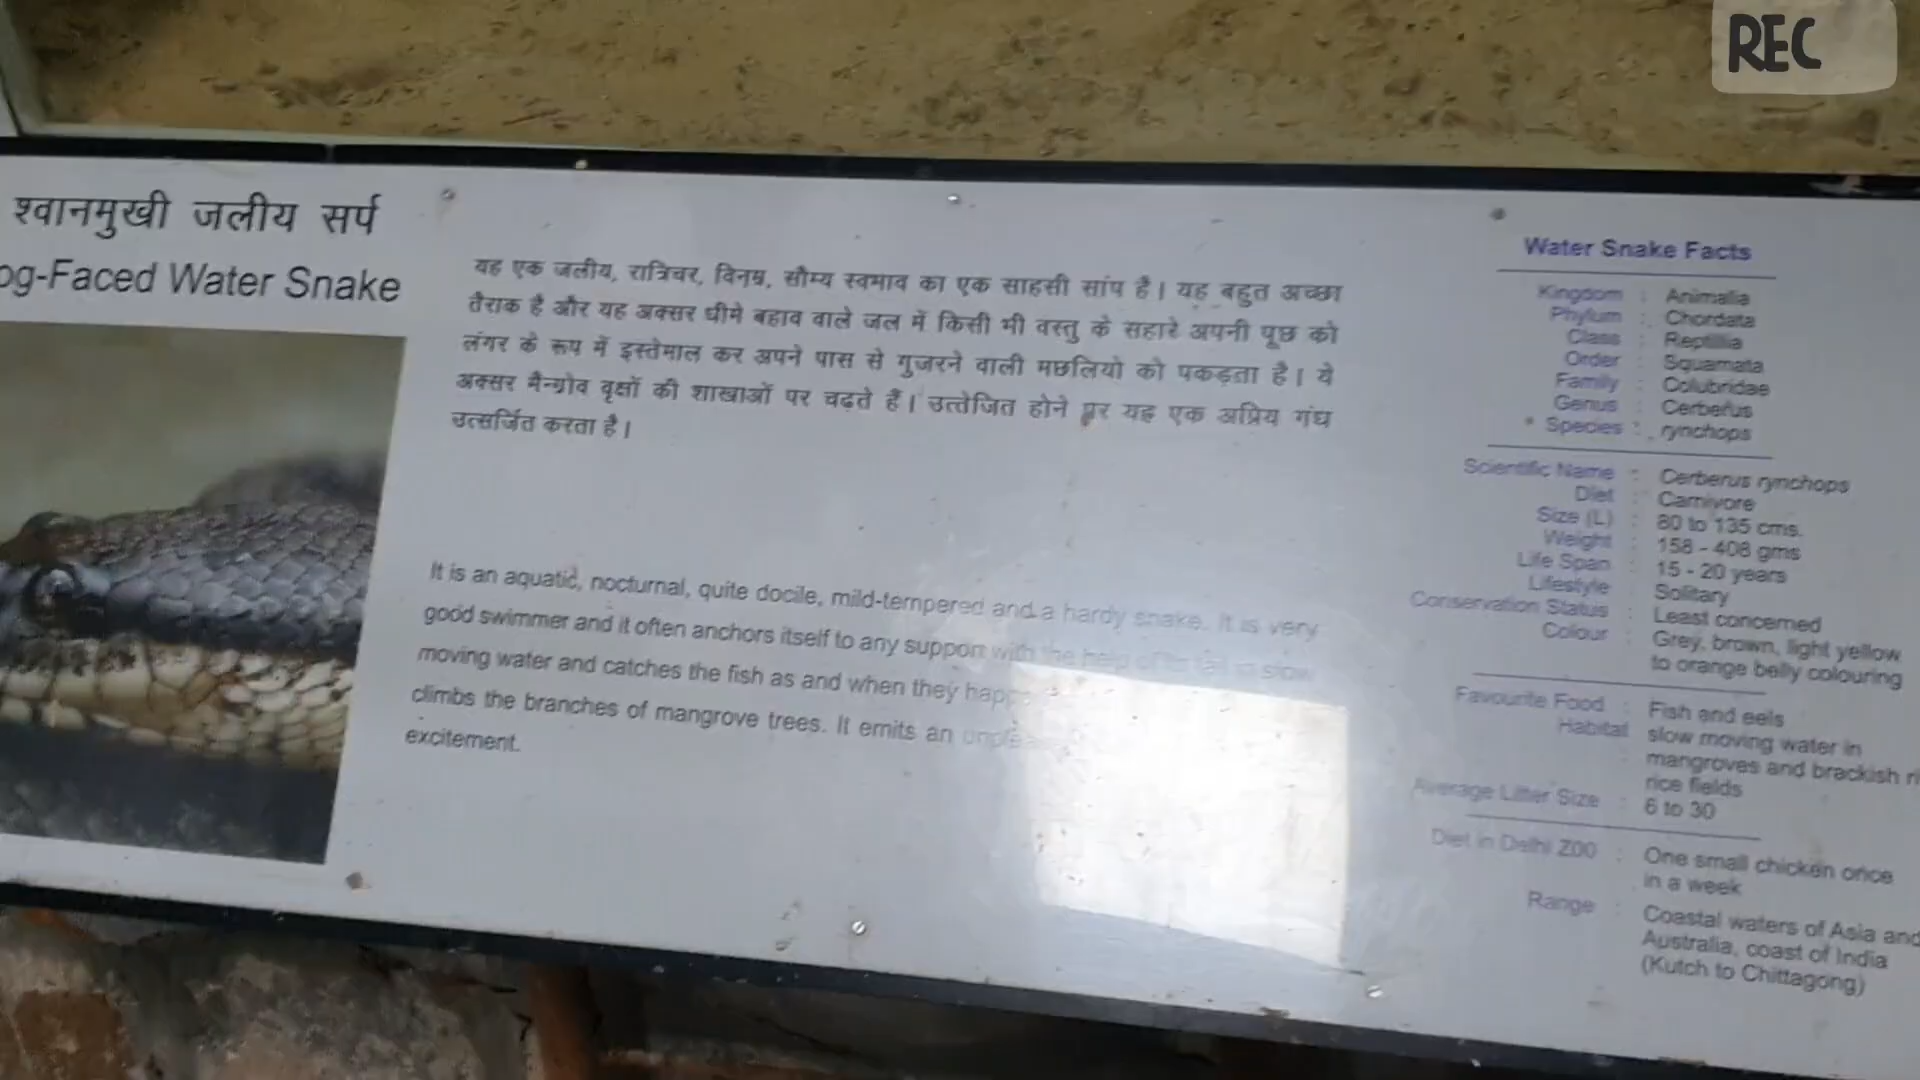 REC
श्वानमुखी जलीय सर्प
og-Faced Water Snake
यह एक जलीय, रात्रिचर, विनम्र, सौम्य स्वभाव का एक साहसी सांप है। यह बहुत अच्छा
तैराक है और यह अक्सर धीमे बहाव वाले जल में किसी भी वस्तु के सहारे अपनी पूछ को
लंगर के रूप में इस्तेमाल कर अपने पास से गुजरने वाली मछलियो को पकड़ता है। ये
अक्सर मैन्ग्रोव वृक्षों की शाखाओं पर चढ़ते हैं। उत्तेजित होने पर यह एक अप्रिय गंध
उत्सर्जित करता है।
It is an aquatic, nocturnal, quite docile, mild-tempered and a hardy snake. It is very
good swimmer and it often anchors itself to any support with the help of its tail in slow
moving water and catches the fish as and when they
climbs the branches of mangrove trees. It emits an
excitement.
Water Snake Facts
Kingdom : Animalia
Phylum : Chordata
Class : Reptilia
Order : Squamata
Family : Colubridae
Genus : Cerberus
* Species : rynchops
Scientific Name : Cerberus rynchops
Diet : Carnivore
Size (L) : 80 to 135 cms.
Weight : 158 - 408 gms
Life Span : 15 - 20 years
Lifestyle : Solitary
Conservation Status : Least concerned
Colour : Grey, brown, light yellow
to orange belly colouring
Favourite Food : Fish and eels
Habitat : slow moving water in
mangroves and brackish ri
rice fields
Average Litter Size : 6 to 30
Diet in Delhi ZOO : One small chicken once
in a week
Range : Coastal waters of Asia and
Australia, coast of India
(Kutch to Chittagong)